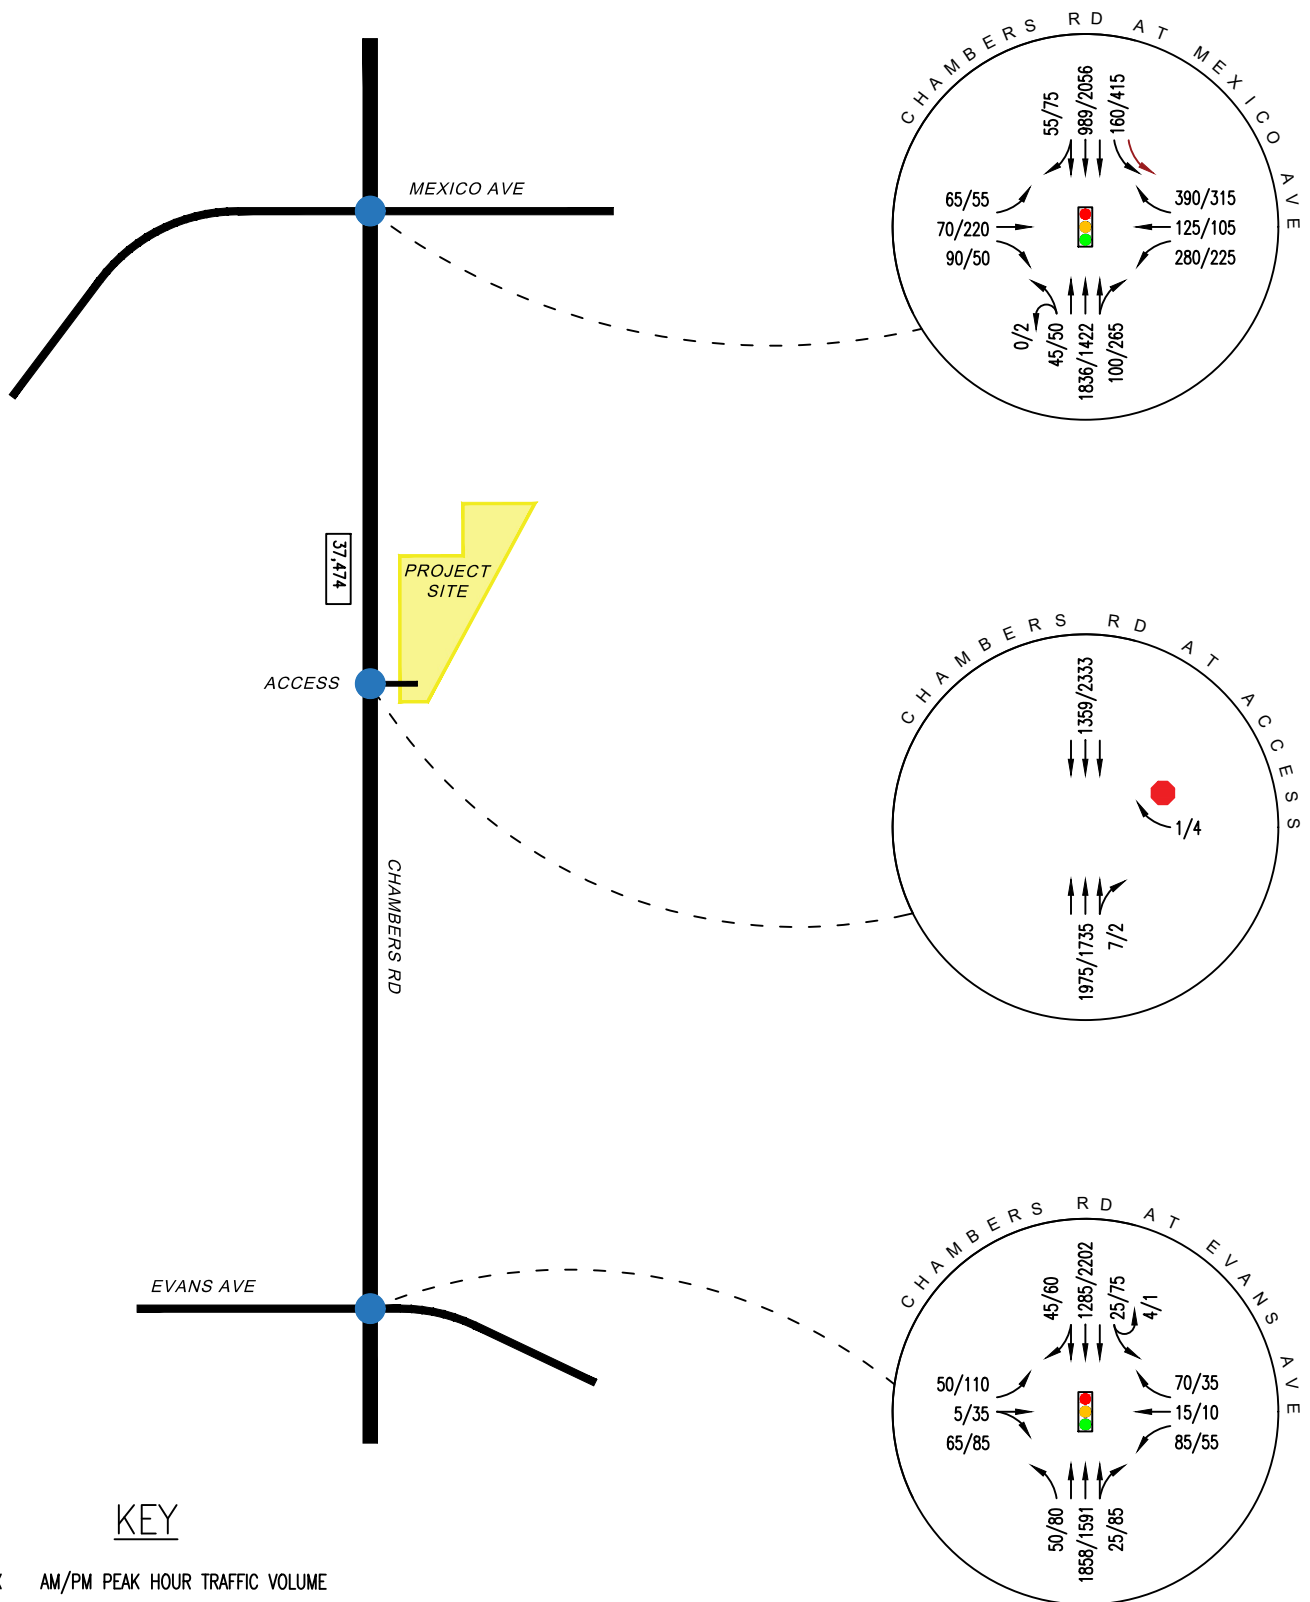 CHAMBERS RD AT MEXICO AVE
55/75
989/2056
160/415
65/55
70/220
90/50
390/315
125/105
280/225
0/2
45/50
1836/1422
100/265
MEXICO AVE
37,474
PROJECT
SITE
ACCESS
CHAMBERS RD
CHAMBERS RD AT ACCESS
1359/2333
1/4
1975/1735
7/2
EVANS AVE
CHAMBERS RD AT EVANS AVE
45/60
1285/2202
25/75
4/1
50/110
5/35
65/85
70/35
15/10
85/55
50/80
1858/1591
25/85
KEY
AM/PM PEAK HOUR TRAFFIC VOLUME